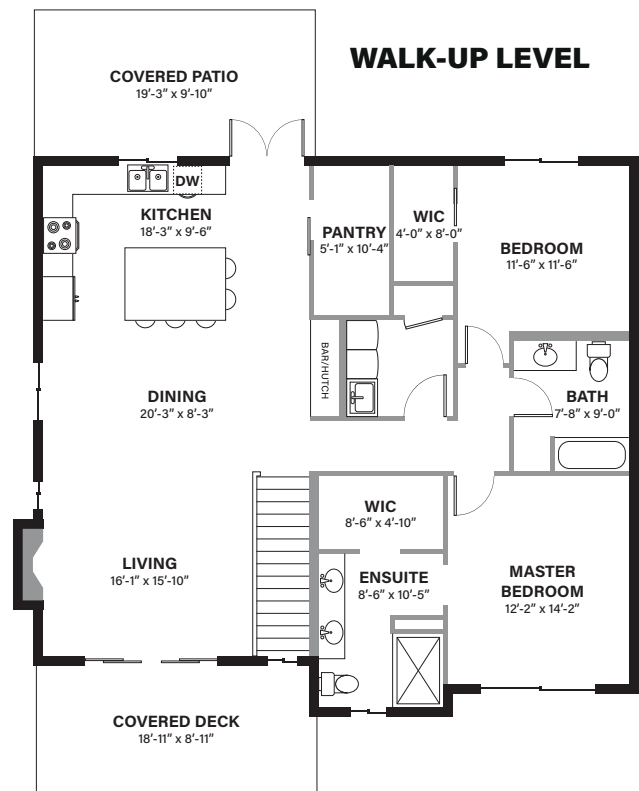 WALK-UP LEVEL
COVERED PATIO
19'-3" x 9'-10"
DW
KITCHEN
18'-3" x 9'-6"
PANTRY
5'-1" x 10'-4"
WIC
4'-0" x 8'-0"
BEDROOM
11'-6" x 11'-6"
BAR/HUTCH
DINING
20'-3" x 8'-3"
BATH
7'-8" x 9'-0"
WIC
8'-6" x 4'-10"
LIVING
16'-1" x 15'-10"
ENSUITE
8'-6" x 10'-5"
MASTER
BEDROOM
12'-2" x 14'-2"
COVERED DECK
18'-11" x 8'-11"